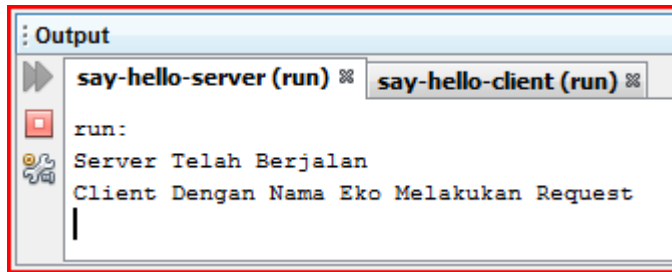 Output
say-hello-server (run) say-hello-client (run)
run:
Server Telah Berjalan
Client Dengan Nama Eko Melakukan Request